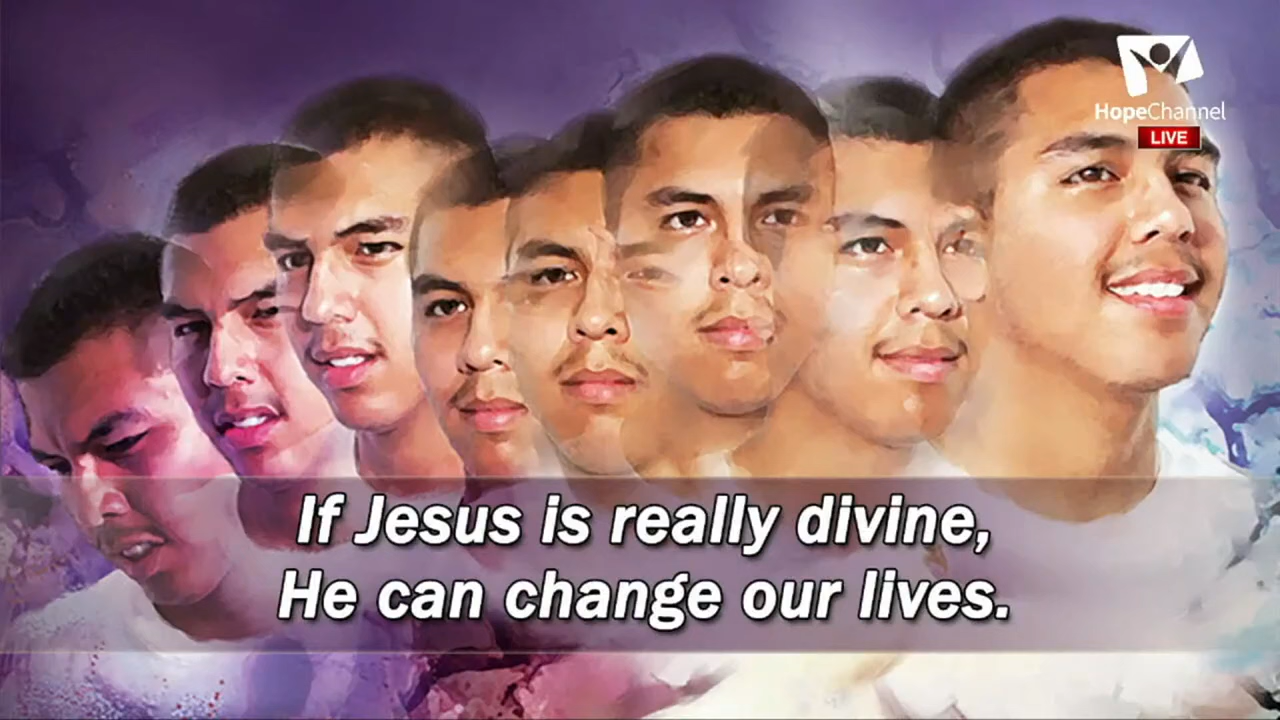 HopeChannel
LIVE
If Jesus is really divine,
He can change our lives.